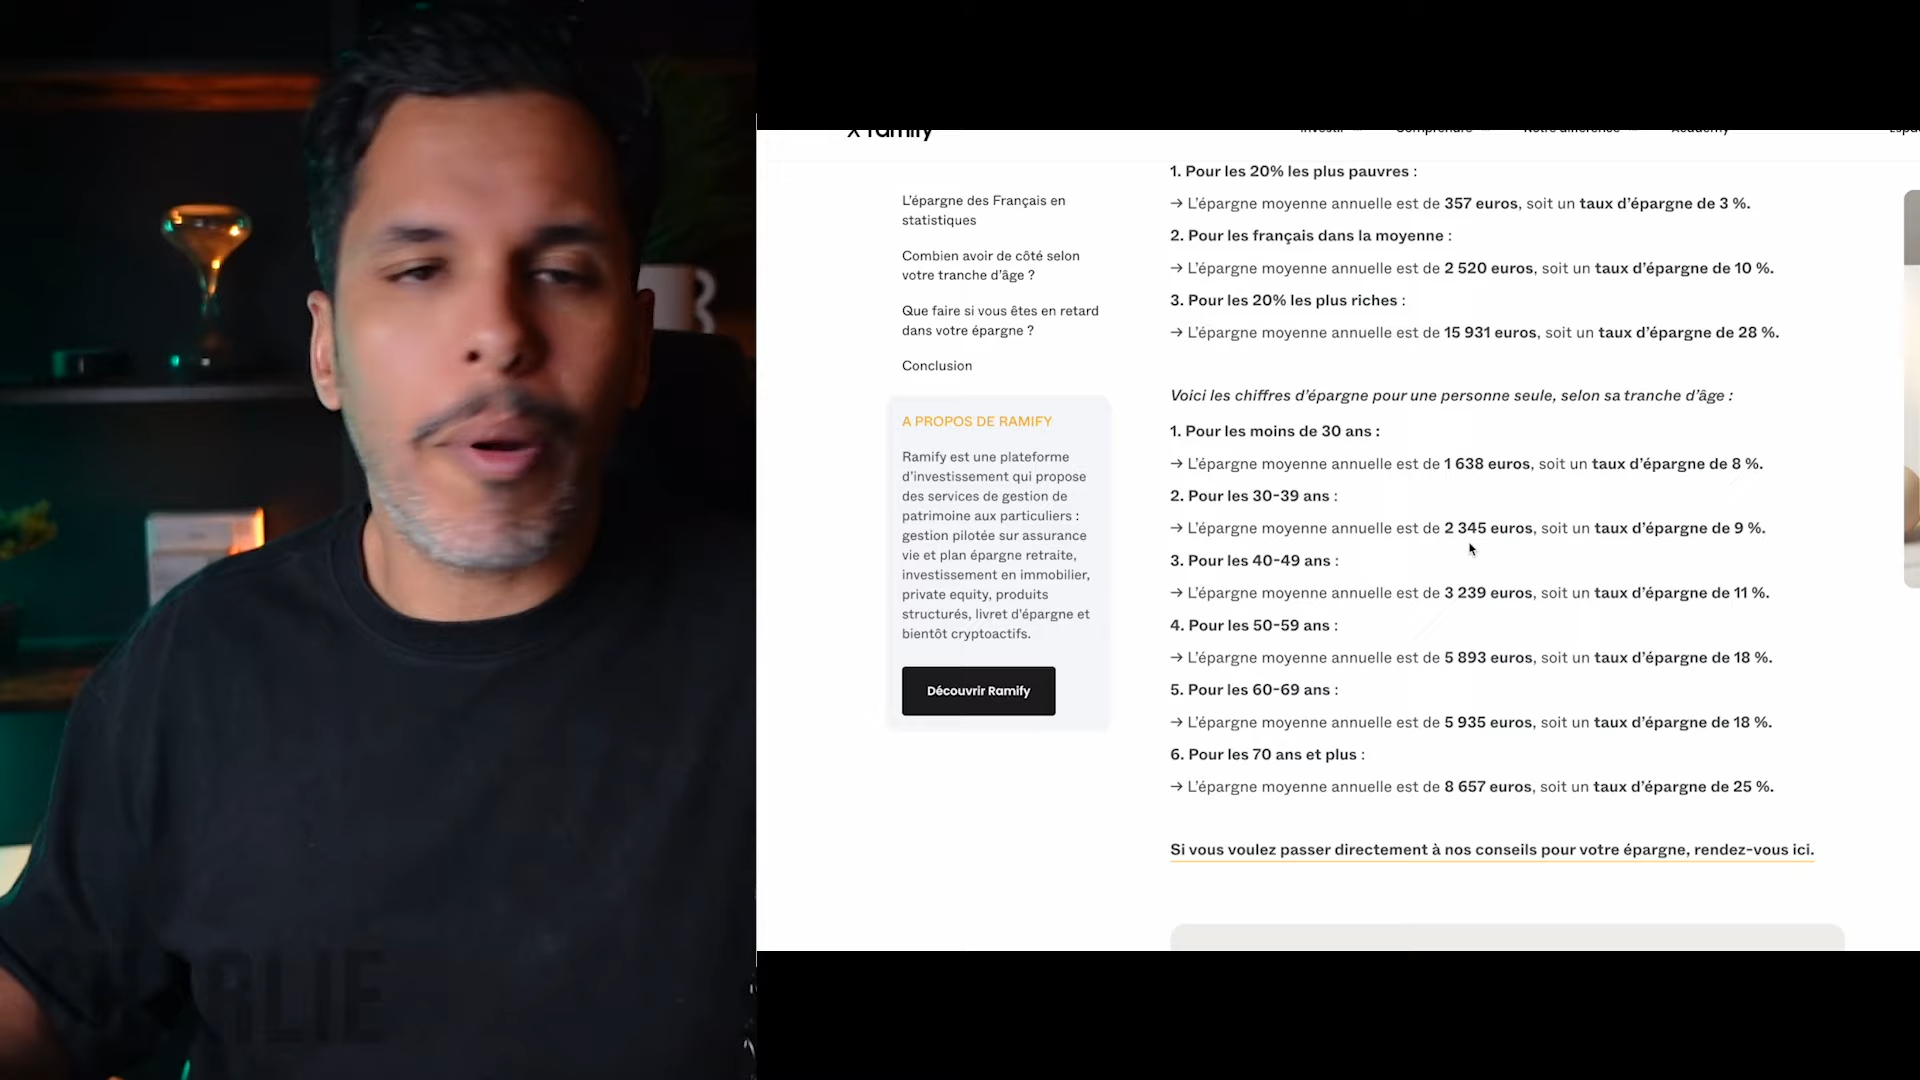 ramify
Investir
Comprendre
Notre différence
Academy
L'épargne des Français en
statistiques
Combien avoir de côté selon
votre tranche d'âge ?
Que faire si vous êtes en retard
dans votre épargne ?
Conclusion
A PROPOS DE RAMIFY
Ramify est une plateforme
d'investissement qui propose
des services de gestion de
patrimoine aux particuliers :
gestion pilotée sur assurance
vie et plan épargne retraite,
investissement en immobilier,
private equity, produits
structurés, livret d'épargne et
bientôt cryptoactifs.
Découvrir Ramify
1. Pour les 20% les plus pauvres :
→ L'épargne moyenne annuelle est de 357 euros, soit un taux d'épargne de 3 %.
2. Pour les français dans la moyenne :
→ L'épargne moyenne annuelle est de 2 520 euros, soit un taux d'épargne de 10 %.
3. Pour les 20% les plus riches :
→ L'épargne moyenne annuelle est de 15 931 euros, soit un taux d'épargne de 28 %.
Voici les chiffres d'épargne pour une personne seule, selon sa tranche d'âge :
1. Pour les moins de 30 ans :
→ L'épargne moyenne annuelle est de 1 638 euros, soit un taux d'épargne de 8 %.
2. Pour les 30-39 ans :
→ L'épargne moyenne annuelle est de 2 345 euros, soit un taux d'épargne de 9 %.
3. Pour les 40-49 ans :
→ L'épargne moyenne annuelle est de 3 239 euros, soit un taux d'épargne de 11 %.
4. Pour les 50-59 ans :
→ L'épargne moyenne annuelle est de 5 893 euros, soit un taux d'épargne de 18 %.
5. Pour les 60-69 ans :
→ L'épargne moyenne annuelle est de 5 935 euros, soit un taux d'épargne de 18 %.
6. Pour les 70 ans et plus :
→ L'épargne moyenne annuelle est de 8 657 euros, soit un taux d'épargne de 25 %.
Si vous voulez passer directement à nos conseils pour votre épargne, rendez-vous ici.